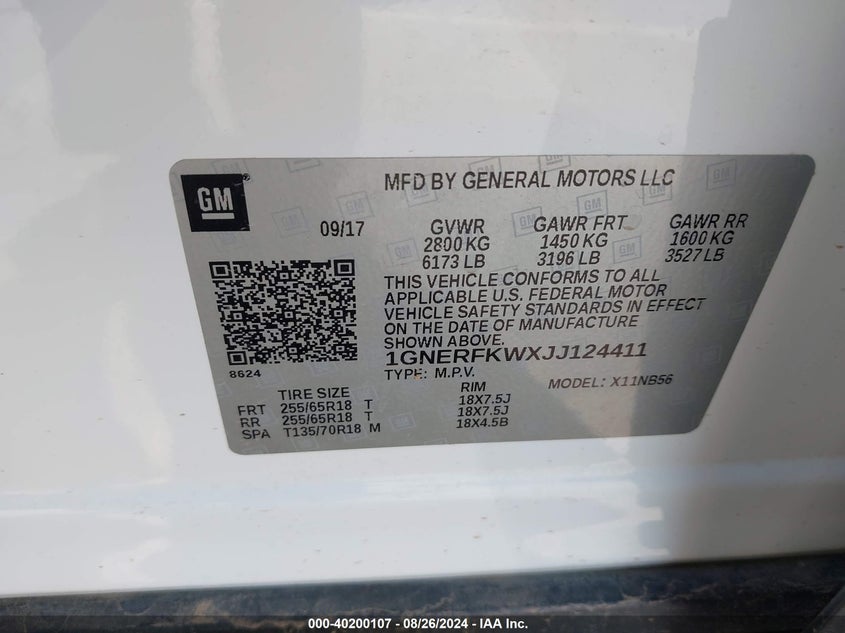 GM
MFD BY GENERAL MOTORS LLC
09/17
GVWR GAWR FRT GAWR RR
2800 KG 1450 KG 1600 KG
6173 LB 3196 LB 3527 LB
THIS VEHICLE CONFORMS TO ALL
APPLICABLE U.S. FEDERAL MOTOR
VEHICLE SAFETY STANDARDS IN EFFECT
ON THE DATE OF MANUFACTURE
SHOWN ABOVE.
1GNERFKWXJJ124411
8624
TYPE: M.P.V. MODEL: X11NB56
TIRE SIZE RIM
FRT 255/65R18 T 18X7.5J
RR 255/65R18 T 18X7.5J
SPA T135/70R18 M 18X4.5B
000-40200107 - 08/26/2024 - IAA Inc.